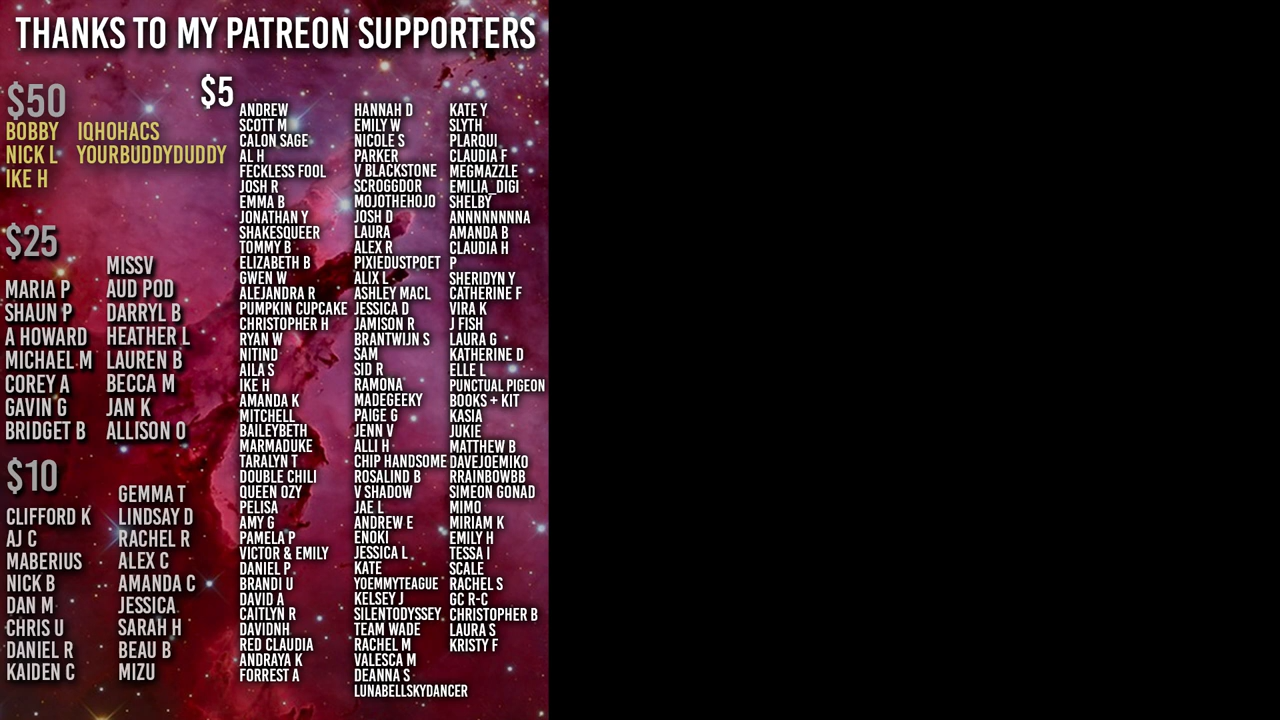 THANKS TO MY PATREON SUPPORTERS
$50
BOBBY
NICK L
IKE H
IQHOHACS
YOURBUDDYDUDDY
$25
MARIA P
SHAUN P
A HOWARD
MICHAEL M
COREY A
GAVIN G
BRIDGET B
MISSV
AUD POD
DARRYL B
HEATHER L
LAUREN B
BECCA M
JAN K
ALLISON O
$10
CLIFFORD K
AJ C
MABERIUS
NICK B
DAN M
CHRIS U
DANIEL R
KAIDEN C
GEMMA T
LINDSAY D
RACHEL R
ALEX C
AMANDA C
JESSICA
SARAH H
BEAU B
MIZU
$5
ANDREW
SCOTT M
CALON SAGE
AL H
FECKLESS FOOL
JOSH R
EMMA B
JONATHAN Y
SHAKESQUEER
TOMMY B
ELIZABETH B
GWEN W
ALEJANDRA R
PUMPKIN CUPCAKE
CHRISTOPHER H
RYAN W
NITIND
AILA S
IKE H
AMANDA K
MITCHELL
BAILEYBETH
MARMADUKE
TARALYN T
DOUBLE CHILI
QUEEN OZY
PELISA
AMY G
PAMELA P
VICTOR & EMILY
DANIEL P
BRANDI U
DAVID A
CAITLYN R
DAVIDNH
RED CLAUDIA
ANDRAYA K
FORREST A
HANNAH D
EMILY W
NICOLE S
PARKER
V BLACKSTONE
SCROGGDOR
MOJOTHEHOJO
JOSH D
LAURA
ALEX R
PIXIEDUSTPOET
ALIX L
ASHLEY MACL
JESSICA D
JAMISON R
BRANTWIJN S
SAM
SID R
RAMONA
MADEGEEKY
PAIGE G
JENN V
ALLI H
CHIP HANDSOME
ROSALIND B
V SHADOW
JAE L
ANDREW E
ENOKI
JESSICA L
KATE
YOEMMYTEAGUE
KELSEY J
SILENTODYSSEY
TEAM WADE
RACHEL M
VALESCA M
DEANNA S
LUNABELLSKYDANCER
KATE Y
SLYTH
PLARQUI
CLAUDIA F
MEGMAZZLE
EMILIA_DIGI
SHELBY
ANNNNNNNNA
AMANDA B
CLAUDIA H
P
SHERIDYN Y
CATHERINE F
VIRA K
J FISH
LAURA G
KATHERINE D
ELLE L
PUNCTUAL PIGEON
BOOKS + KIT
KASIA
JUKIE
MATTHEW B
DAVEJOEMIKO
RRAINBOWBB
SIMEON GONAD
MIMO
MIRIAM K
EMILY H
TESSA I
SCALE
RACHEL S
GC R-C
CHRISTOPHER B
LAURA S
KRISTY F